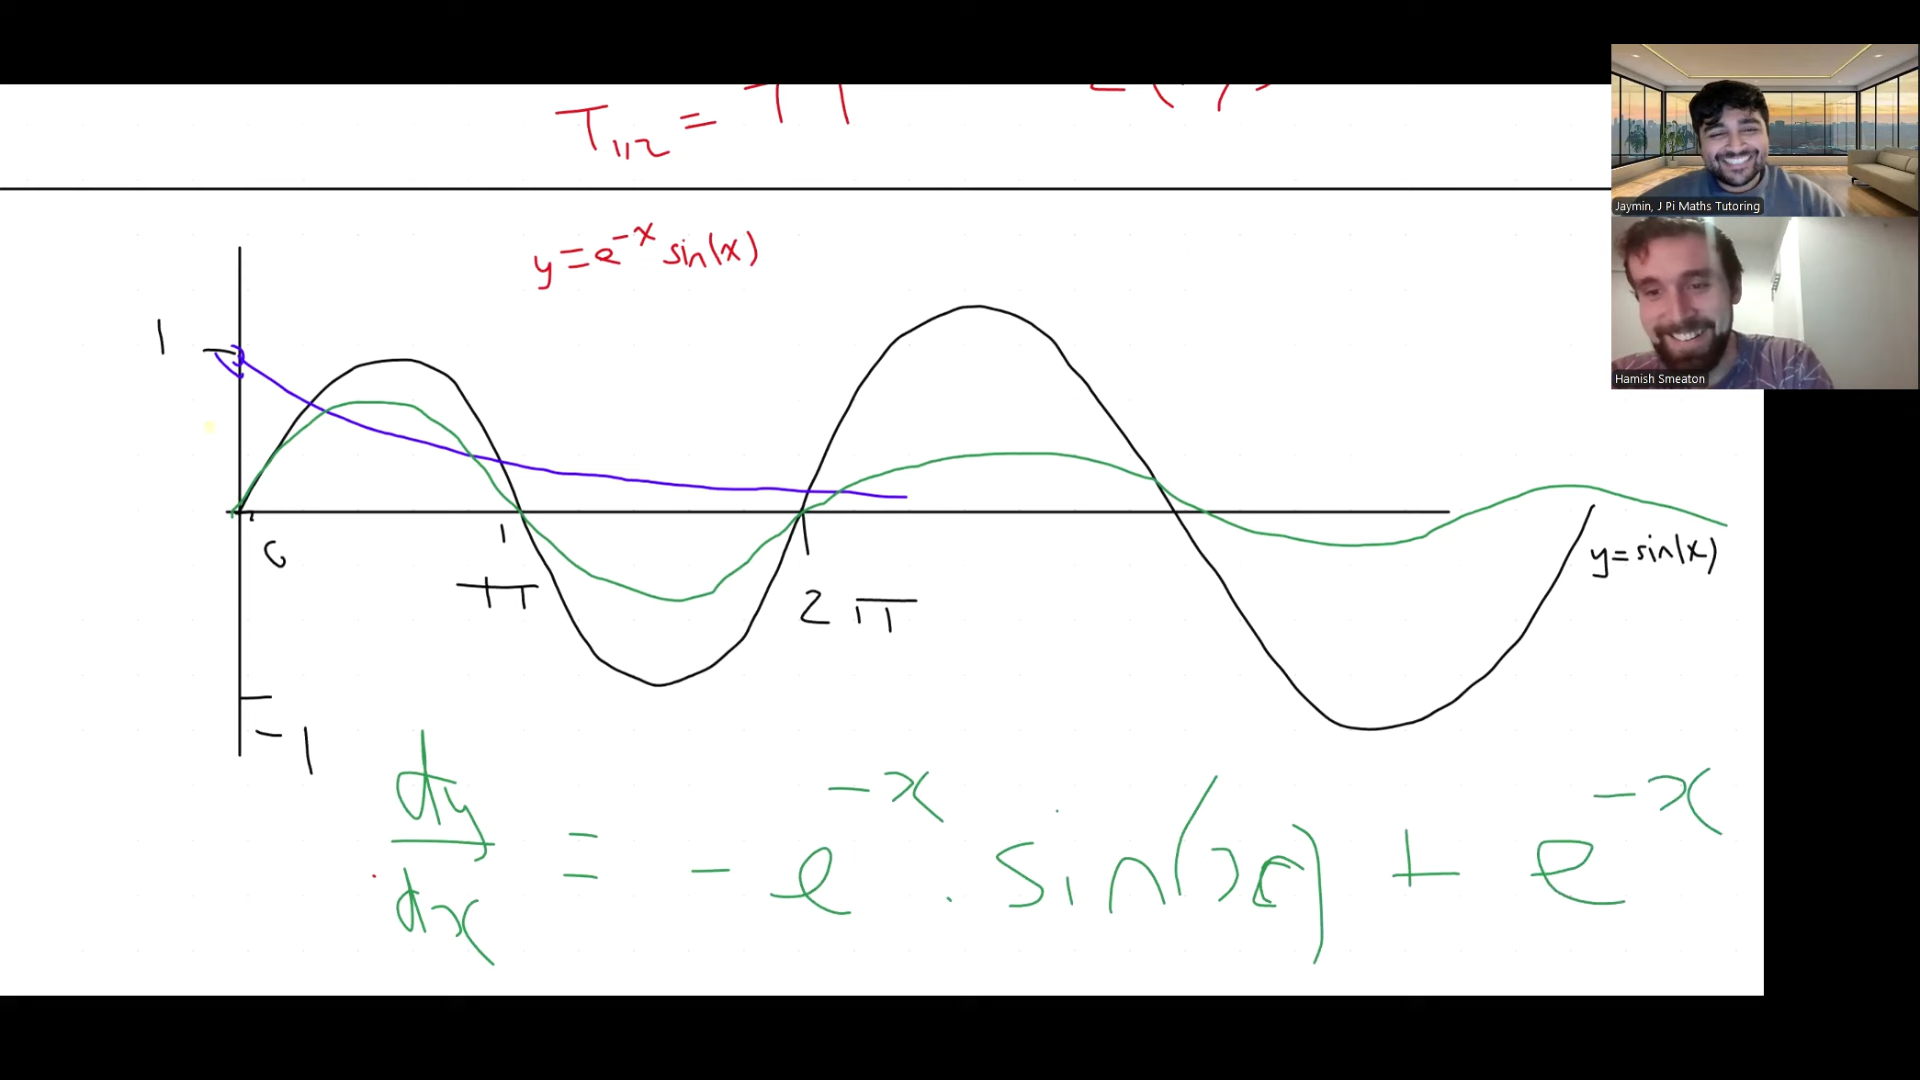 T₁/₂ =
Jaymin, J Pi Maths Tutoring
y=e⁻ˣ sin(x)
1
Hamish Smeaton
0
π
2π
y=sin(x)
-1
dy/dx = -e⁻ˣ . sin(x) + e⁻ˣ